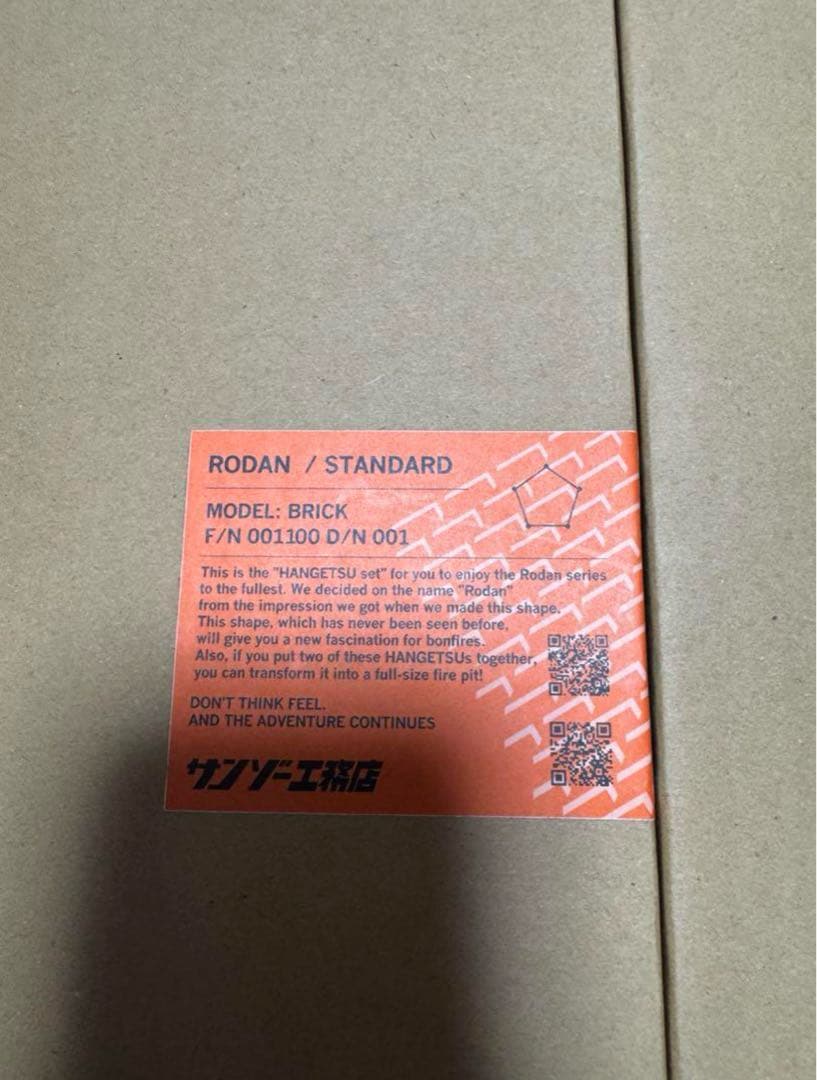 RODAN / STANDARD
MODEL: BRICK
F/N 001100 D/N 001
This is the "HANGETSU set" for you to enjoy the Rodan series
to the fullest. We decided on the name "Rodan"
from the impression we got when we made this shape.
This shape, which has never been seen before,
will give you a new fascination for bonfires.
Also, if you put two of these HANGETSUs together,
you can transform it into a full-size fire pit!
DON'T THINK FEEL.
AND THE ADVENTURE CONTINUES
サンゾー工務店